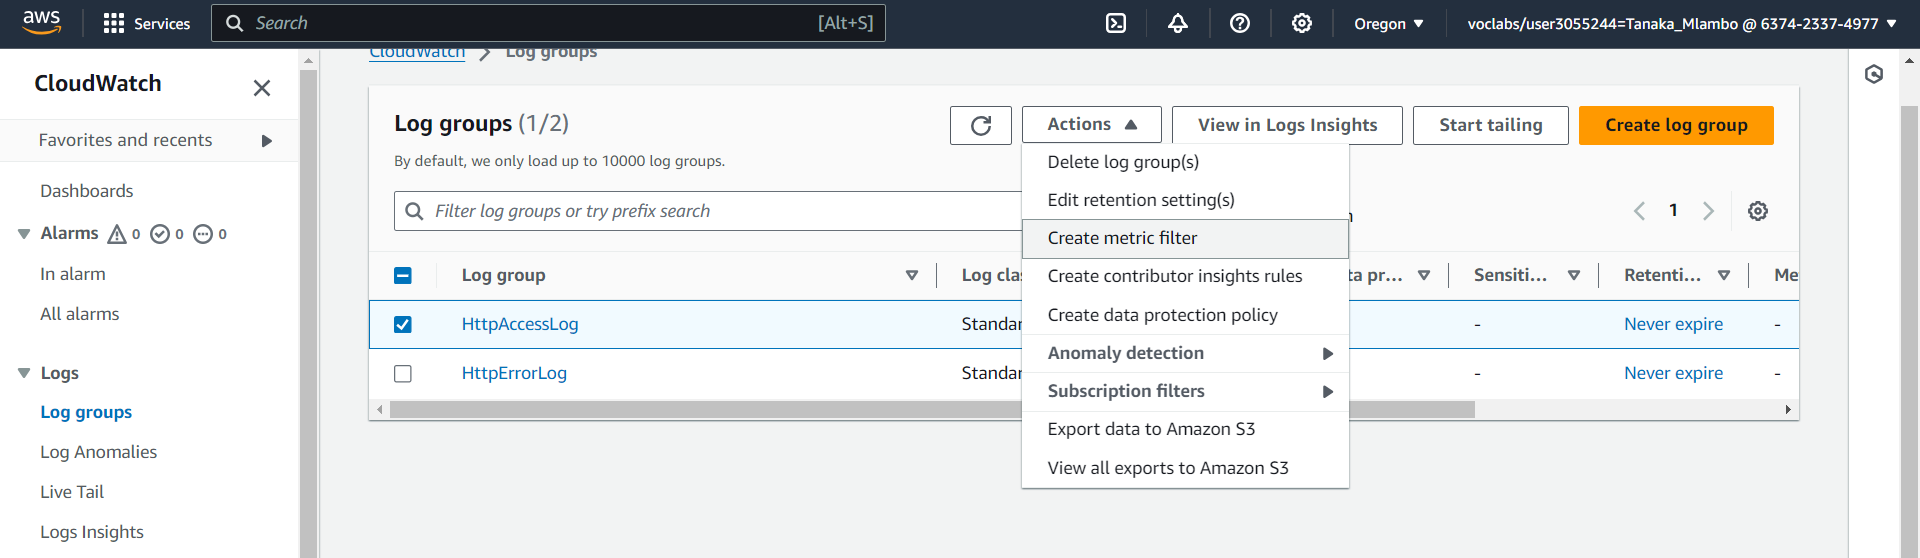 aws
Services
Search
[Alt+S]
Oregon
voclabs/user3055244=Tanaka_Mlambo @ 6374-2337-4977
CloudWatch
Favorites and recents
Dashboards
Alarms 0 0 0
In alarm
All alarms
Logs
Log groups
Log Anomalies
Live Tail
Logs Insights
CloudWatch > Log groups
Log groups (1/2)
By default, we only load up to 10000 log groups.
Actions
View in Logs Insights
Start tailing
Create log group
Filter log groups or try prefix search
1
Log group
Log clas
ta pr...
Sensiti...
Retenti...
Me
HttpAccessLog
Standar
-
Never expire
-
HttpErrorLog
Standar
-
Never expire
-
Delete log group(s)
Edit retention setting(s)
Create metric filter
Create contributor insights rules
Create data protection policy
Anomaly detection
Subscription filters
Export data to Amazon S3
View all exports to Amazon S3